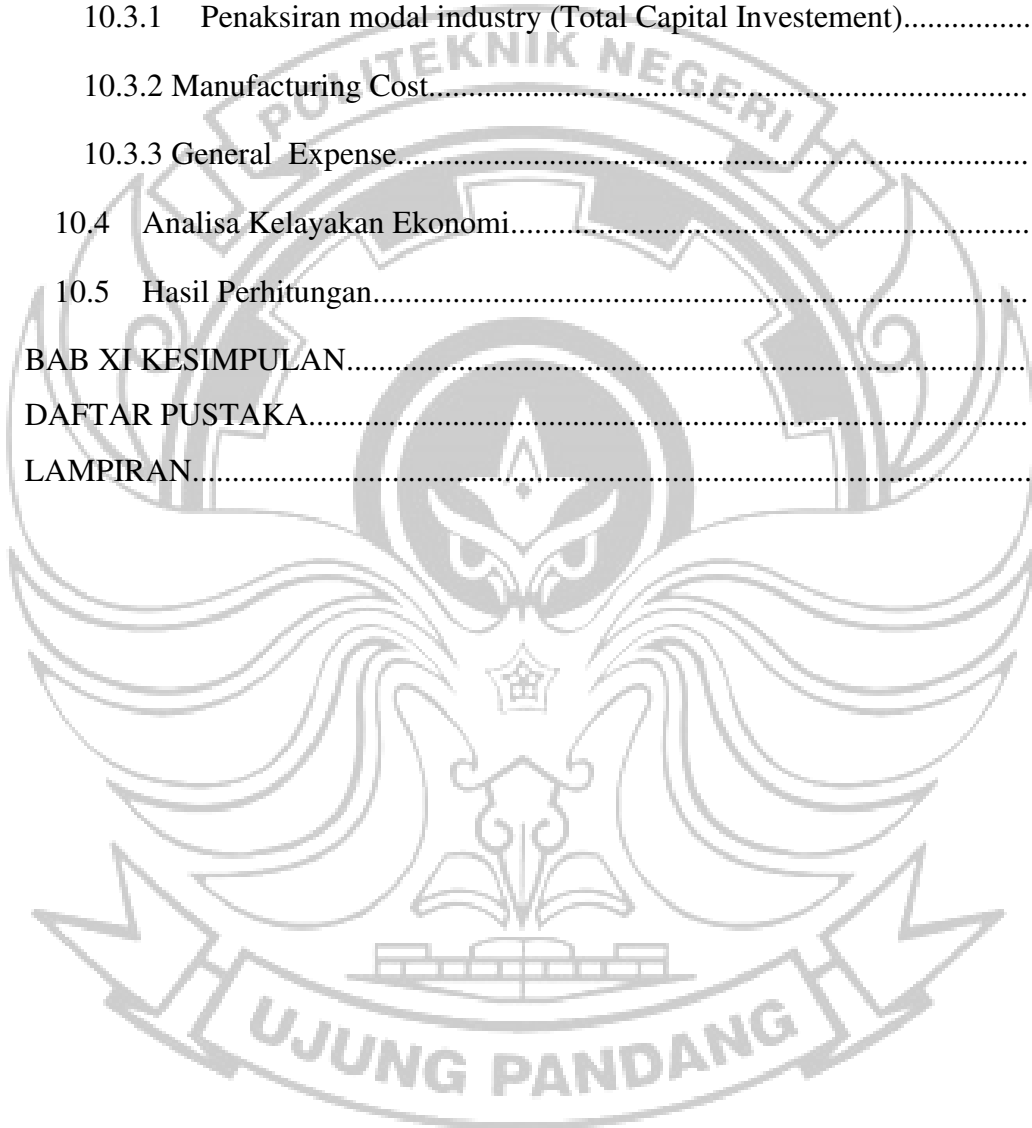 10.3.1 Penaksiran modal industry (Total Capital Investement)...............
POLITEKNIK NEGERI
10.3.2 Manufacturing Cost...............................................................................
10.3.3 General Expense...................................................................................
10.4 Analisa Kelayakan Ekonomi....................................................................
10.5 Hasil Perhitungan......................................................................................
BAB XI KESIMPULAN.........................................................................................
DAFTAR PUSTAKA..............................................................................................
LAMPIRAN.............................................................................................................
UJUNG PANDANG